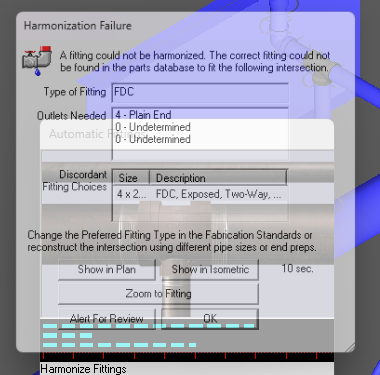 Harmonization Failure
A fitting could not be harmonized. The correct fitting could not
be found in the parts database to fit the following intersection.
Type of Fitting FDC
Outlets Needed 4 - Plain End
0 - Undetermined
0 - Undetermined
Automatic
Discordant
Fitting Choices
Size Description
4 x 2... FDC, Exposed, Two-Way, ...
Change the Preferred Fitting Type in the Fabrication Standards or
reconstruct the intersection using different pipe sizes or end preps.
Show in Plan Show in Isometric 10 sec.
Zoom to Fitting
Alert For Review OK
Harmonize Fittings